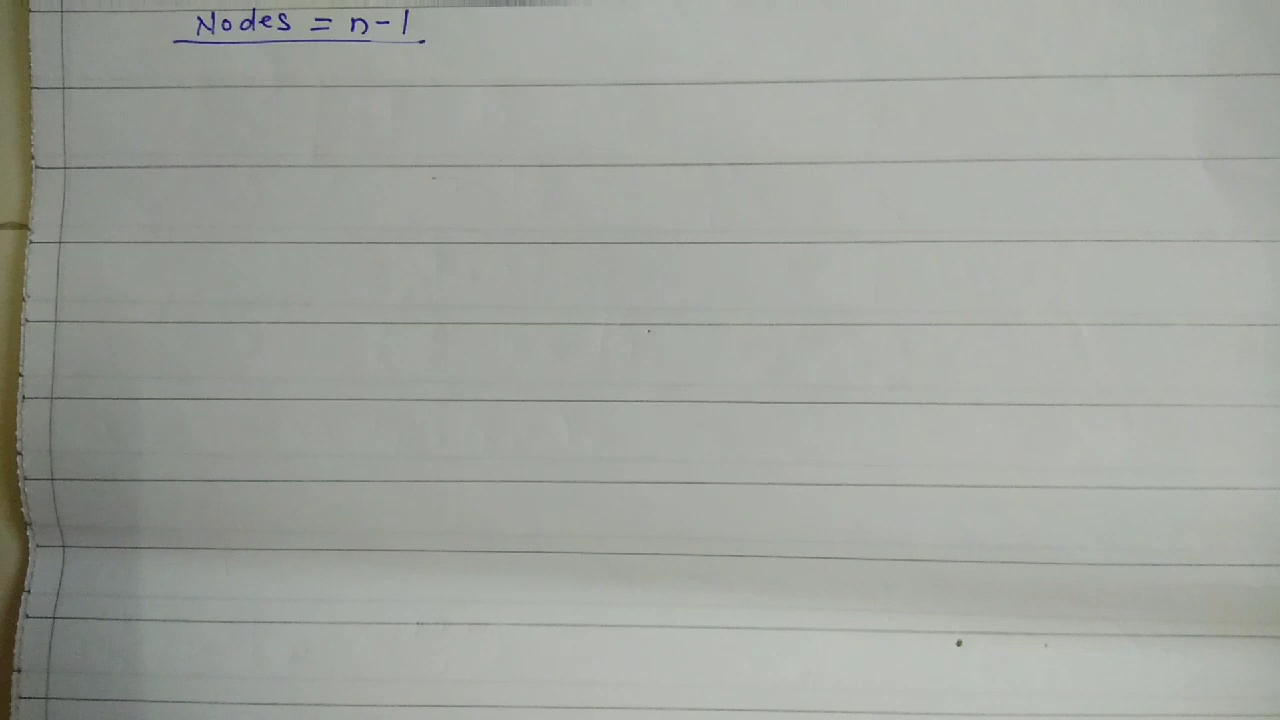 Nodes = n-1